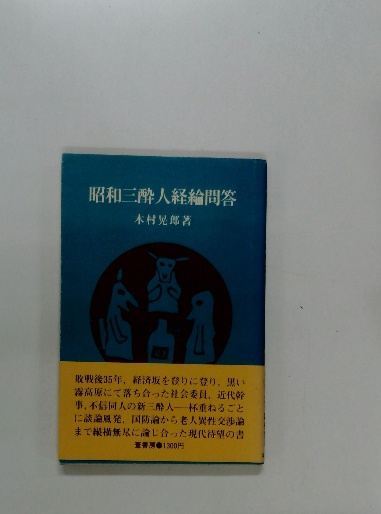 昭和三酔人経綸問答
木村晃郎著
敗戦後35年，経済坂を登りに登り，黒い
霧高原にて落ち合った社会委員，近代幹
事，不信同人の新三酔人──杯重ねるごと
に談論風発，国防論から老人異性交渉論
まで縦横無尽に論じ合った現代待望の書
書房●1300円